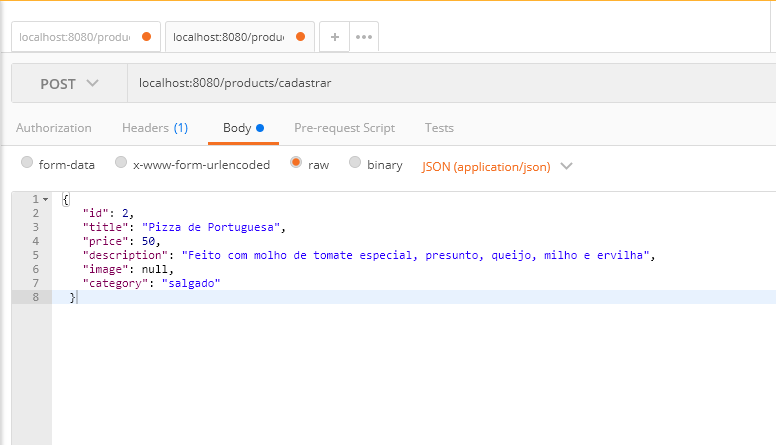 localhost:8080/produ localhost:8080/produ + •••
POST localhost:8080/products/cadastrar
Authorization Headers (1) Body Pre-request Script Tests
form-data x-www-form-urlencoded raw binary JSON (application/json)
1 {
2 "id": 2,
3 "title": "Pizza de Portuguesa",
4 "price": 50,
5 "description": "Feito com molho de tomate especial, presunto, queijo, milho e ervilha",
6 "image": null,
7 "category": "salgado"
8 }